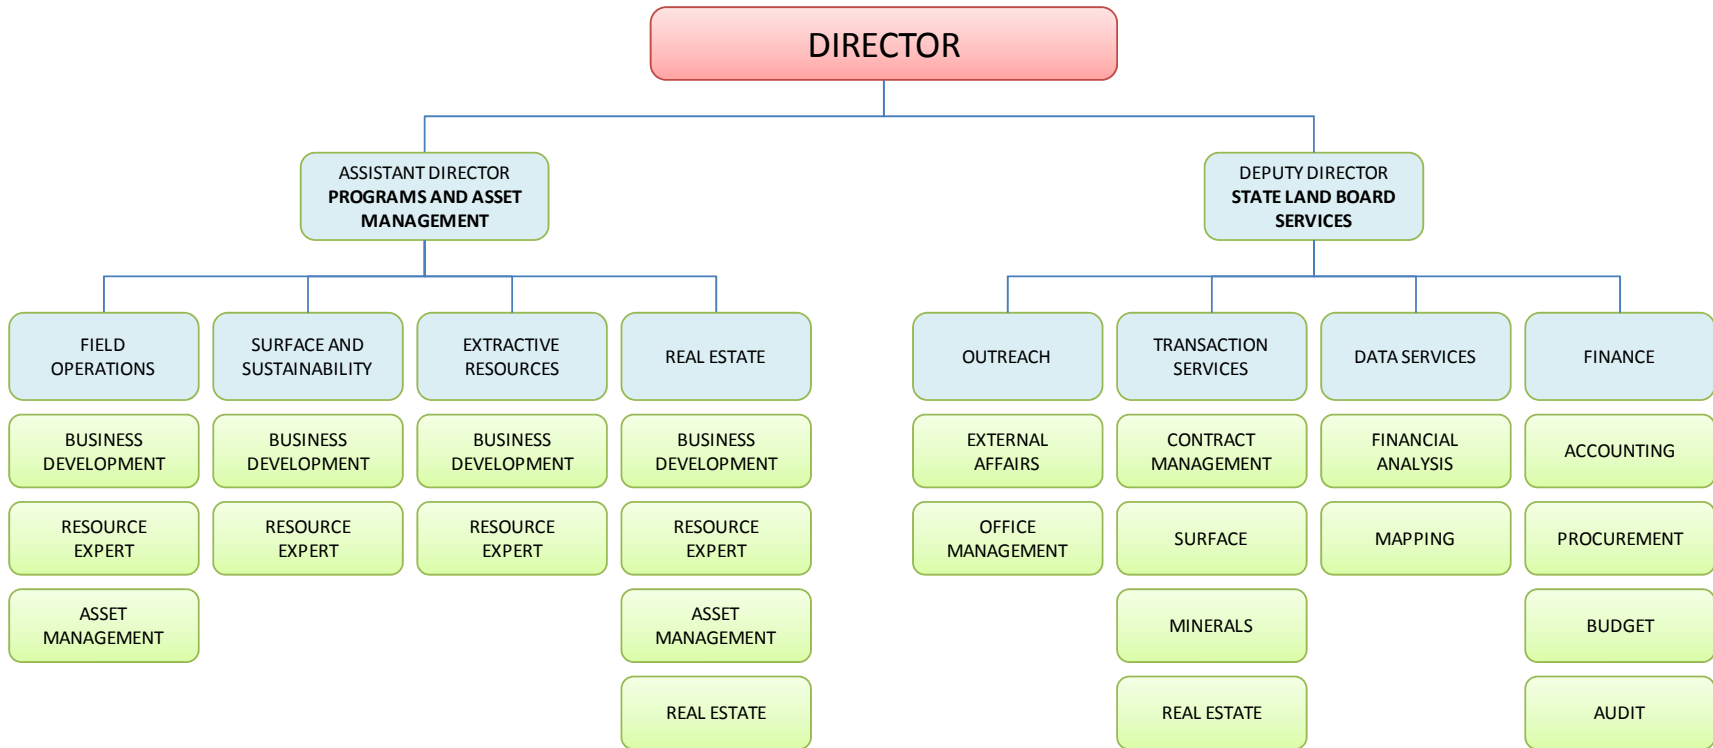 DIRECTOR
ASSISTANT DIRECTOR
PROGRAMS AND ASSET
MANAGEMENT
DEPUTY DIRECTOR
STATE LAND BOARD
SERVICES
FIELD
OPERATIONS
SURFACE AND
SUSTAINABILITY
EXTRACTIVE
RESOURCES
REAL ESTATE
OUTREACH
TRANSACTION
SERVICES
DATA SERVICES
FINANCE
BUSINESS
DEVELOPMENT
BUSINESS
DEVELOPMENT
BUSINESS
DEVELOPMENT
BUSINESS
DEVELOPMENT
EXTERNAL
AFFAIRS
CONTRACT
MANAGEMENT
FINANCIAL
ANALYSIS
ACCOUNTING
RESOURCE
EXPERT
RESOURCE
EXPERT
RESOURCE
EXPERT
RESOURCE
EXPERT
OFFICE
MANAGEMENT
SURFACE
MAPPING
PROCUREMENT
ASSET
MANAGEMENT
ASSET
MANAGEMENT
MINERALS
BUDGET
REAL ESTATE
REAL ESTATE
AUDIT